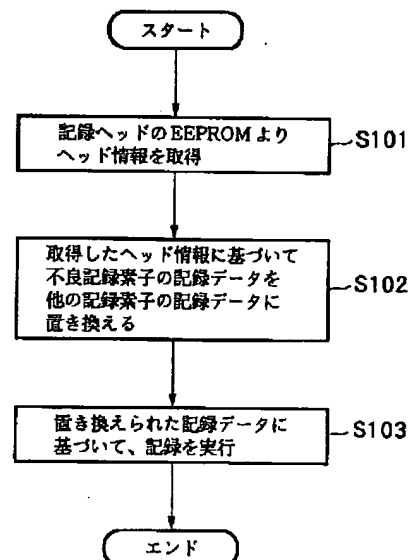 スタート
記録ヘッドのEEPROMより
ヘッド情報を取得
S101
取得したヘッド情報に基づいて
不良記録素子の記録データを
他の記録素子の記録データに
置き換える
S102
置き換えられた記録データに
基づいて、記録を実行
S103
エンド